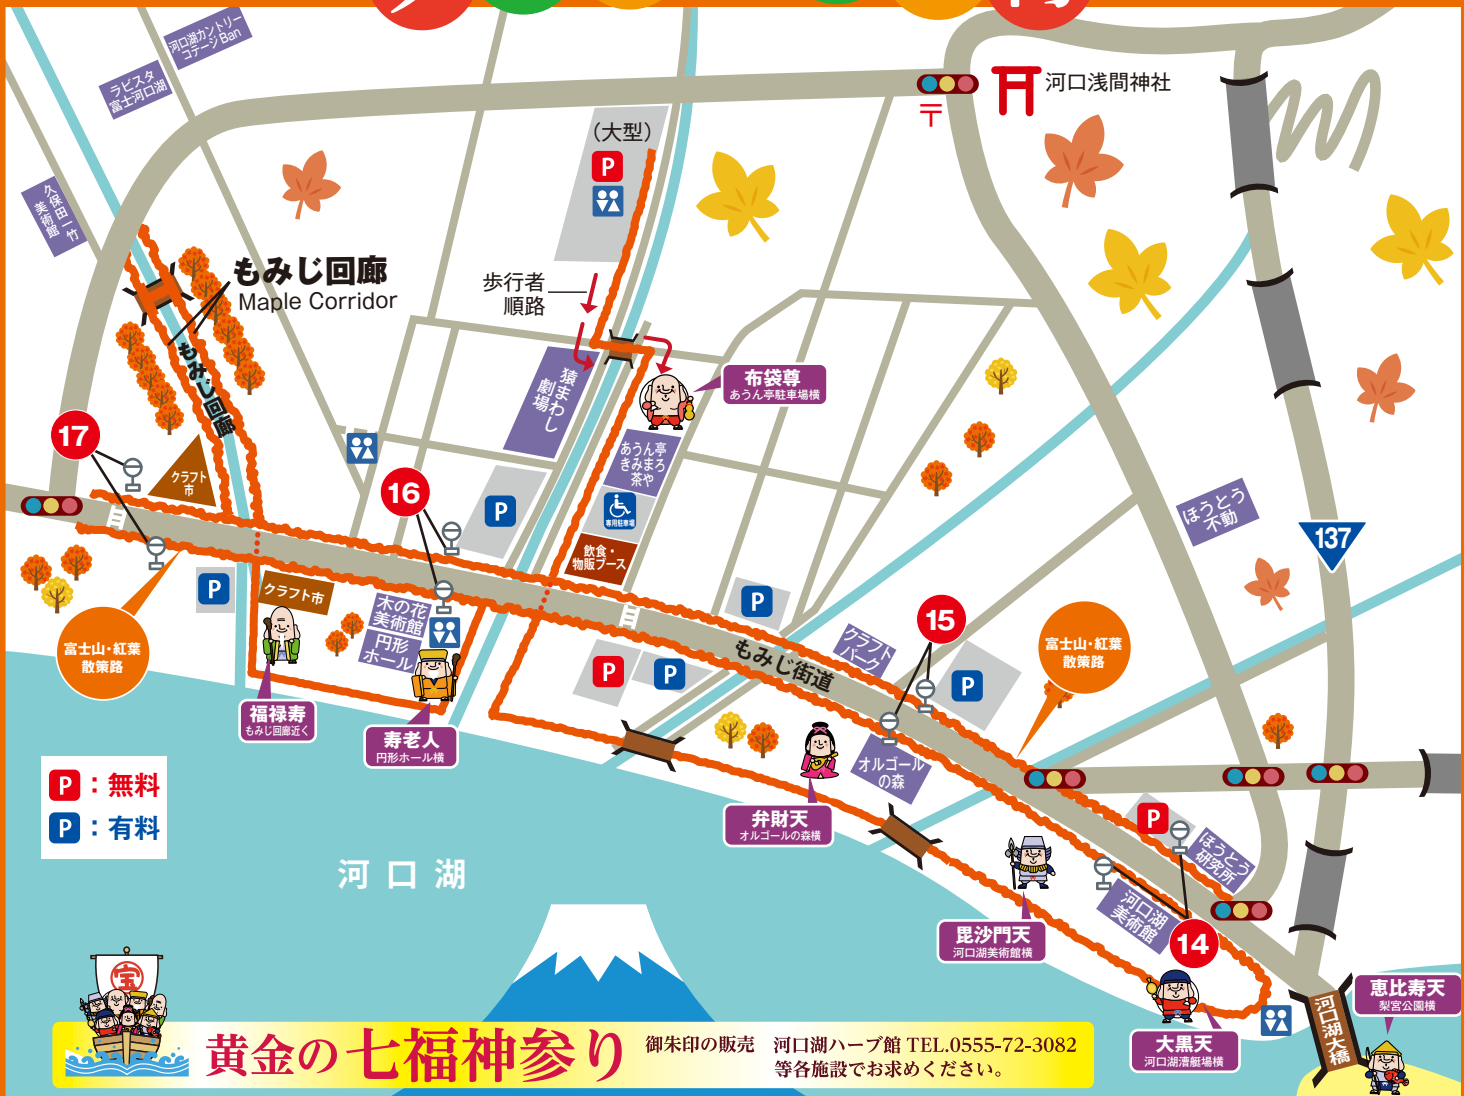 河口湖カントリー
コテージBan
ラビスタ
富士河口湖
久保田一竹
美術館
もみじ回廊
Maple Corridor
もみじ回廊
(大型)
P
歩行者
順路
河口浅間神社
〒
猿まわし
劇場
布袋尊
あうん亭駐車場横
あうん亭
きみまろ
茶や
専用駐車場
飲食・
物販ブース
17
16
P
クラフト
市
ほうとう
不動
137
P
クラフト市
木の花
美術館
円形
ホール
P
15
クラフト
パーク
もみじ街道
富士山・紅葉
散策路
富士山・紅葉
散策路
P
P
P
福禄寿
もみじ回廊近く
寿老人
円形ホール横
オルゴール
の森
弁財天
オルゴールの森横
P
ほうとう
研究所
河口湖
美術館
14
P:無料
P:有料
河口湖
毘沙門天
河口湖美術館横
大黒天
河口湖漕艇場横
河口湖大橋
恵比寿天
梨宮公園横
宝
黄金の七福神参り
御朱印の販売 河口湖ハーブ館 TEL.0555-72-3082
等各施設でお求めください。